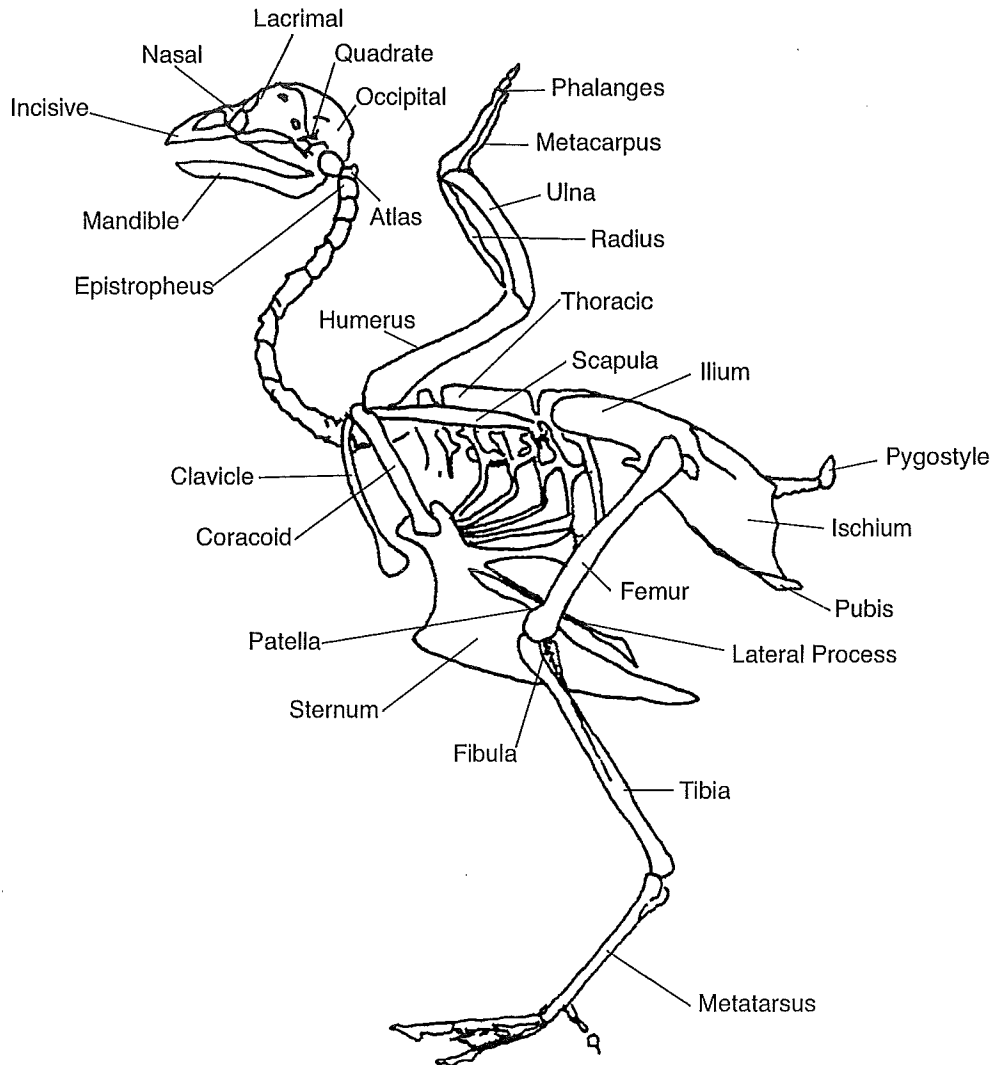 Lacrimal
Nasal
Quadrate
Incisive
Occipital
Phalanges
Metacarpus
Mandible
Atlas
Ulna
Radius
Epistropheus
Thoracic
Humerus
Scapula
Ilium
Clavicle
Pygostyle
Coracoid
Ischium
Femur
Pubis
Patella
Lateral Process
Sternum
Fibula
Tibia
Metatarsus